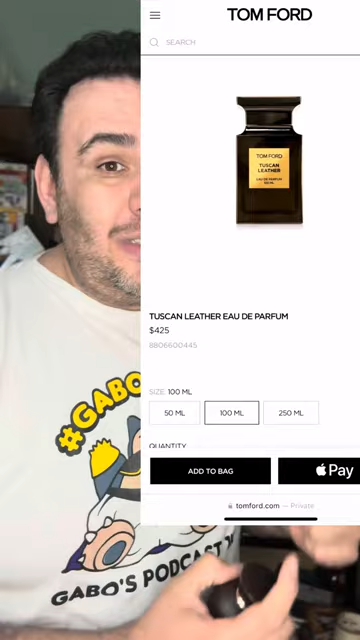 TOM FORD
SEARCH
TOM FORD
TUSCAN
LEATHER
EAU DE PARFUM
TUSCAN LEATHER EAU DE PARFUM
$425
8806600445
SIZE: 100 ML
50 ML
100 ML
250 ML
QUANTITY
ADD TO BAG
Pay
tomford.com — Private
#GABO
GABO'S PODCAST